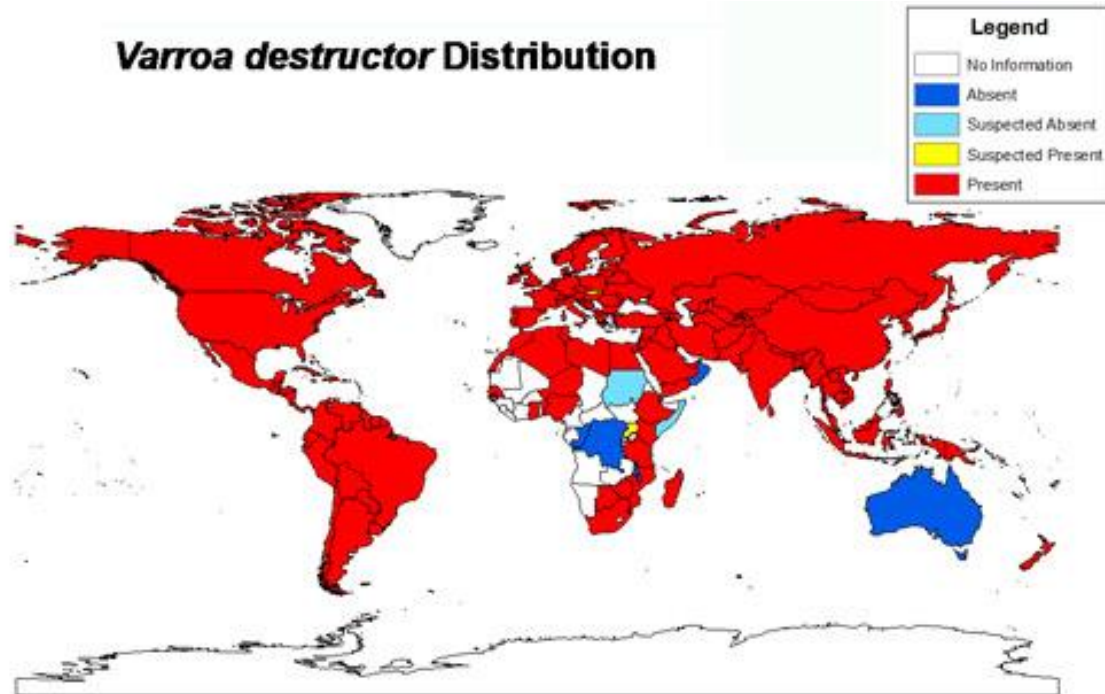 Varroa destructor Distribution
Legend
No Information
Absent
Suspected Absent
Suspected Present
Present